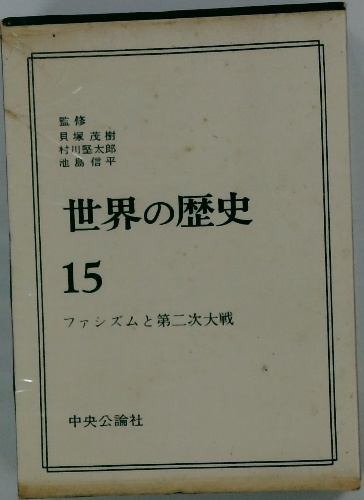 監修
貝塚茂樹
村川堅太郎
池島信平
世界の歴史
15
ファシズムと第二次大戦
中央公論社